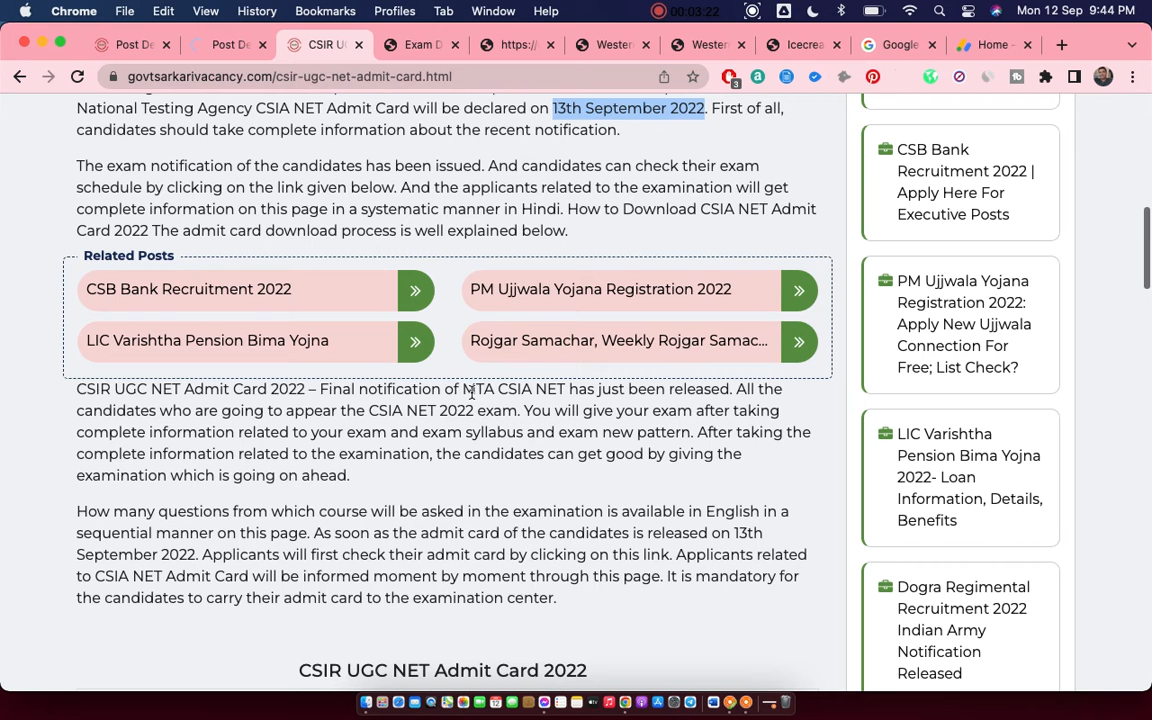 Chrome File Edit View History Bookmarks Profiles Tab Window Help 00:03:22 Mon 12 Sep 9:44 PM
Post De Post De CSIR U Exam D https:/ Wester Wester Icecrea Google Home -
govtsarkarivacancy.com/csir-ugc-net-admit-card.html 3
National Testing Agency CSIA NET Admit Card will be declared on 13th September 2022. First of all,
candidates should take complete information about the recent notification.
The exam notification of the candidates has been issued. And candidates can check their exam
schedule by clicking on the link given below. And the applicants related to the examination will get
complete information on this page in a systematic manner in Hindi. How to Download CSIA NET Admit
Card 2022 The admit card download process is well explained below.
Related Posts
CSB Bank Recruitment 2022
PM Ujjwala Yojana Registration 2022
LIC Varishtha Pension Bima Yojna
Rojgar Samachar, Weekly Rojgar Samac...
CSIR UGC NET Admit Card 2022 – Final notification of NTA CSIA NET has just been released. All the
candidates who are going to appear the CSIA NET 2022 exam. You will give your exam after taking
complete information related to your exam and exam syllabus and exam new pattern. After taking the
complete information related to the examination, the candidates can get good by giving the
examination which is going on ahead.
How many questions from which course will be asked in the examination is available in English in a
sequential manner on this page. As soon as the admit card of the candidates is released on 13th
September 2022. Applicants will first check their admit card by clicking on this link. Applicants related
to CSIA NET Admit Card will be informed moment by moment through this page. It is mandatory for
the candidates to carry their admit card to the examination center.
CSIR UGC NET Admit Card 2022
CSB Bank
Recruitment 2022 |
Apply Here For
Executive Posts
PM Ujjwala Yojana
Registration 2022:
Apply New Ujjwala
Connection For
Free; List Check?
LIC Varishtha
Pension Bima Yojna
2022- Loan
Information, Details,
Benefits
Dogra Regimental
Recruitment 2022
Indian Army
Notification
Released